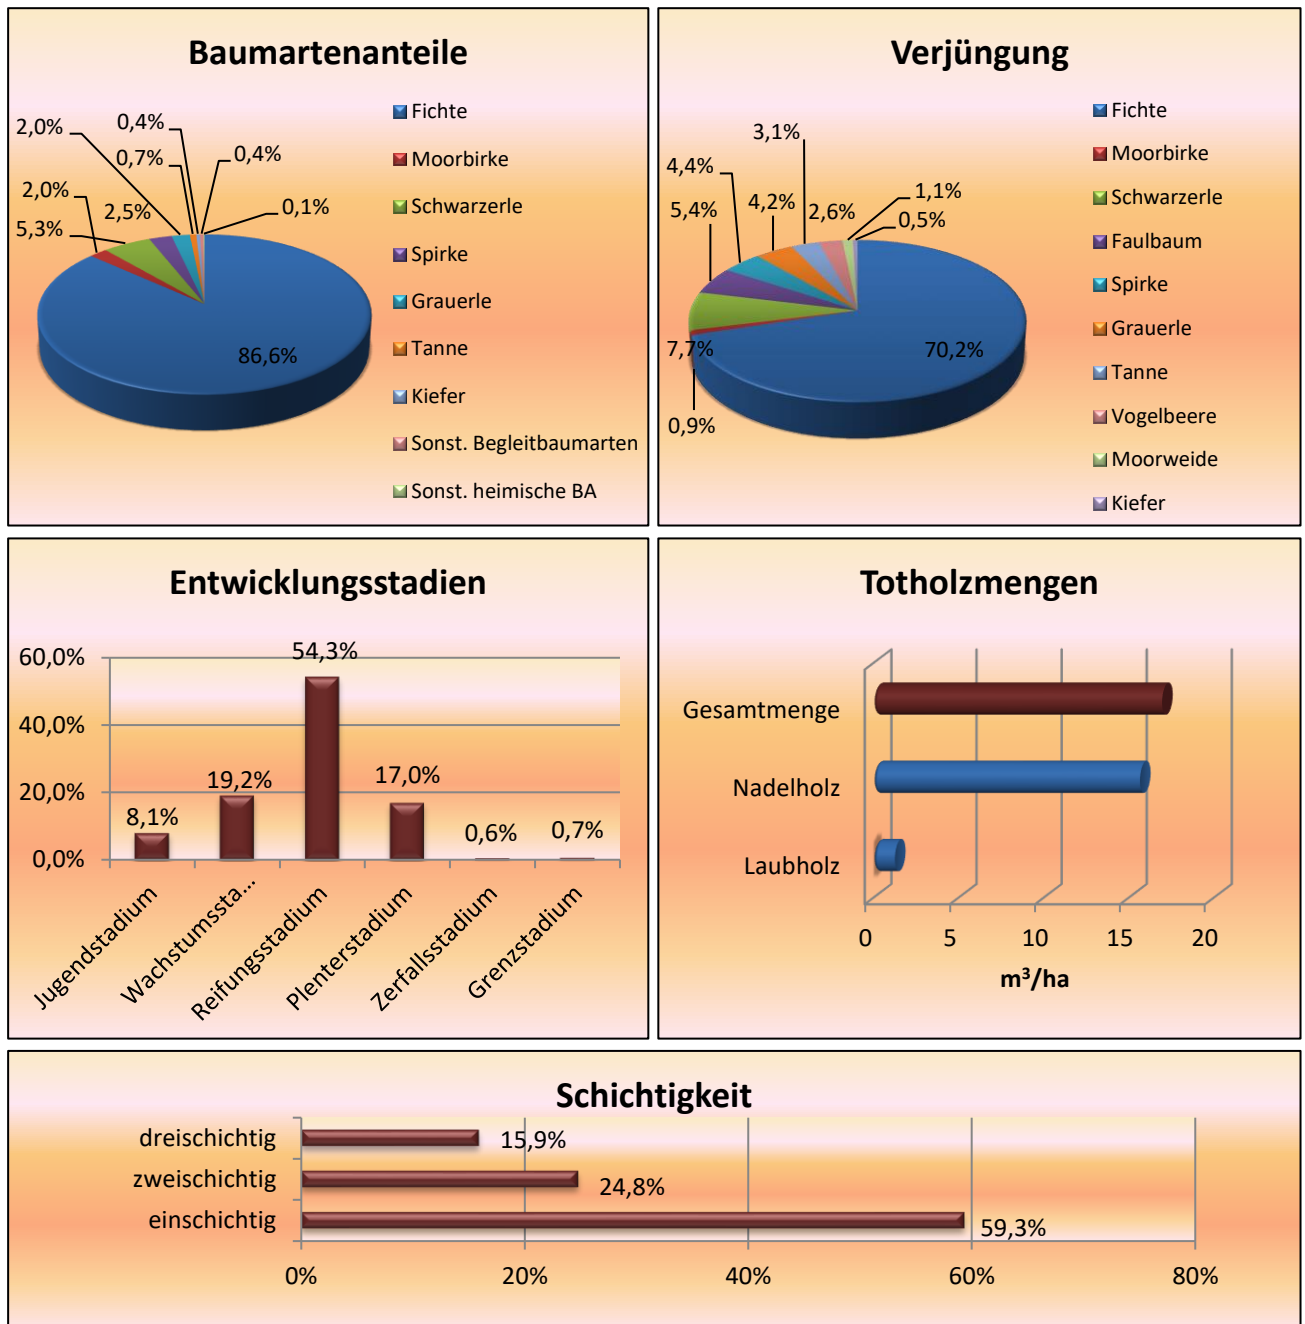 Baumartenanteile
2,0%
0,4%
0,7%
0,4%
2,0%
2,5%
0,1%
5,3%
86,6%
Fichte
Moorbirke
Schwarzerle
Spirke
Grauerle
Tanne
Kiefer
Sonst. Begleitbaumarten
Sonst. heimische BA
Verjüngung
3,1%
4,4%
4,2%
2,6%
1,1%
5,4%
0,5%
7,7%
70,2%
0,9%
Fichte
Moorbirke
Schwarzerle
Faulbaum
Spirke
Grauerle
Tanne
Vogelbeere
Moorweide
Kiefer
Entwicklungsstadien
60,0%
40,0%
20,0%
0,0%
8,1%
19,2%
54,3%
17,0%
0,6%
0,7%
Jugendstadium
Wachstumssta...
Reifungsstadium
Plenterstadium
Zerfallsstadium
Grenzstadium
Totholzmengen
Gesamtmenge
Nadelholz
Laubholz
0 5 10 15 20
m³/ha
Schichtigkeit
dreischichtig 15,9%
zweischichtig 24,8%
einschichtig 59,3%
0% 20% 40% 60% 80%